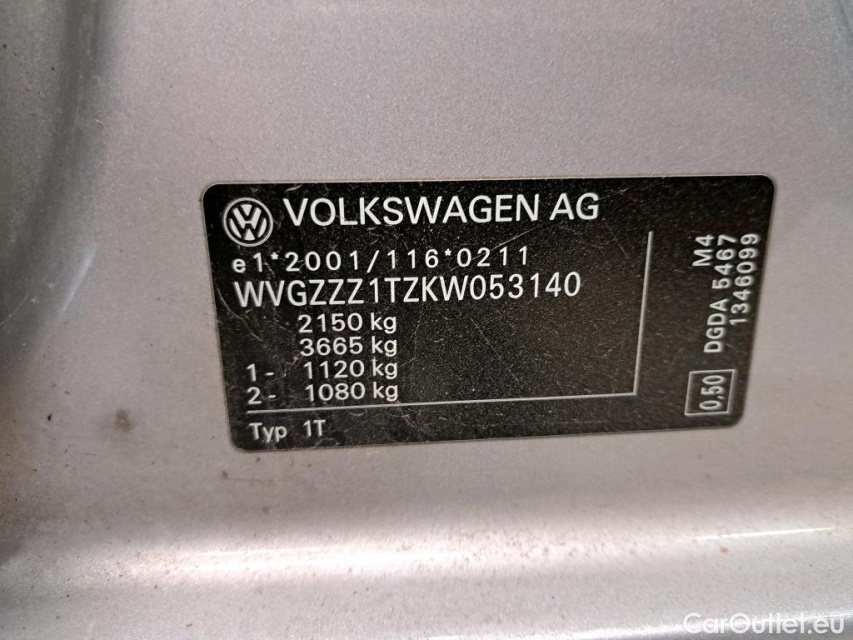 VOLKSWAGEN AG
e1*2001/116*0211
WVGZZZ1TZKW053140
2150 kg
3665 kg
1- 1120 kg
2- 1080 kg
Typ 1T
M4
DGDA 5467
1346099
0,50
CarOutlet.eu